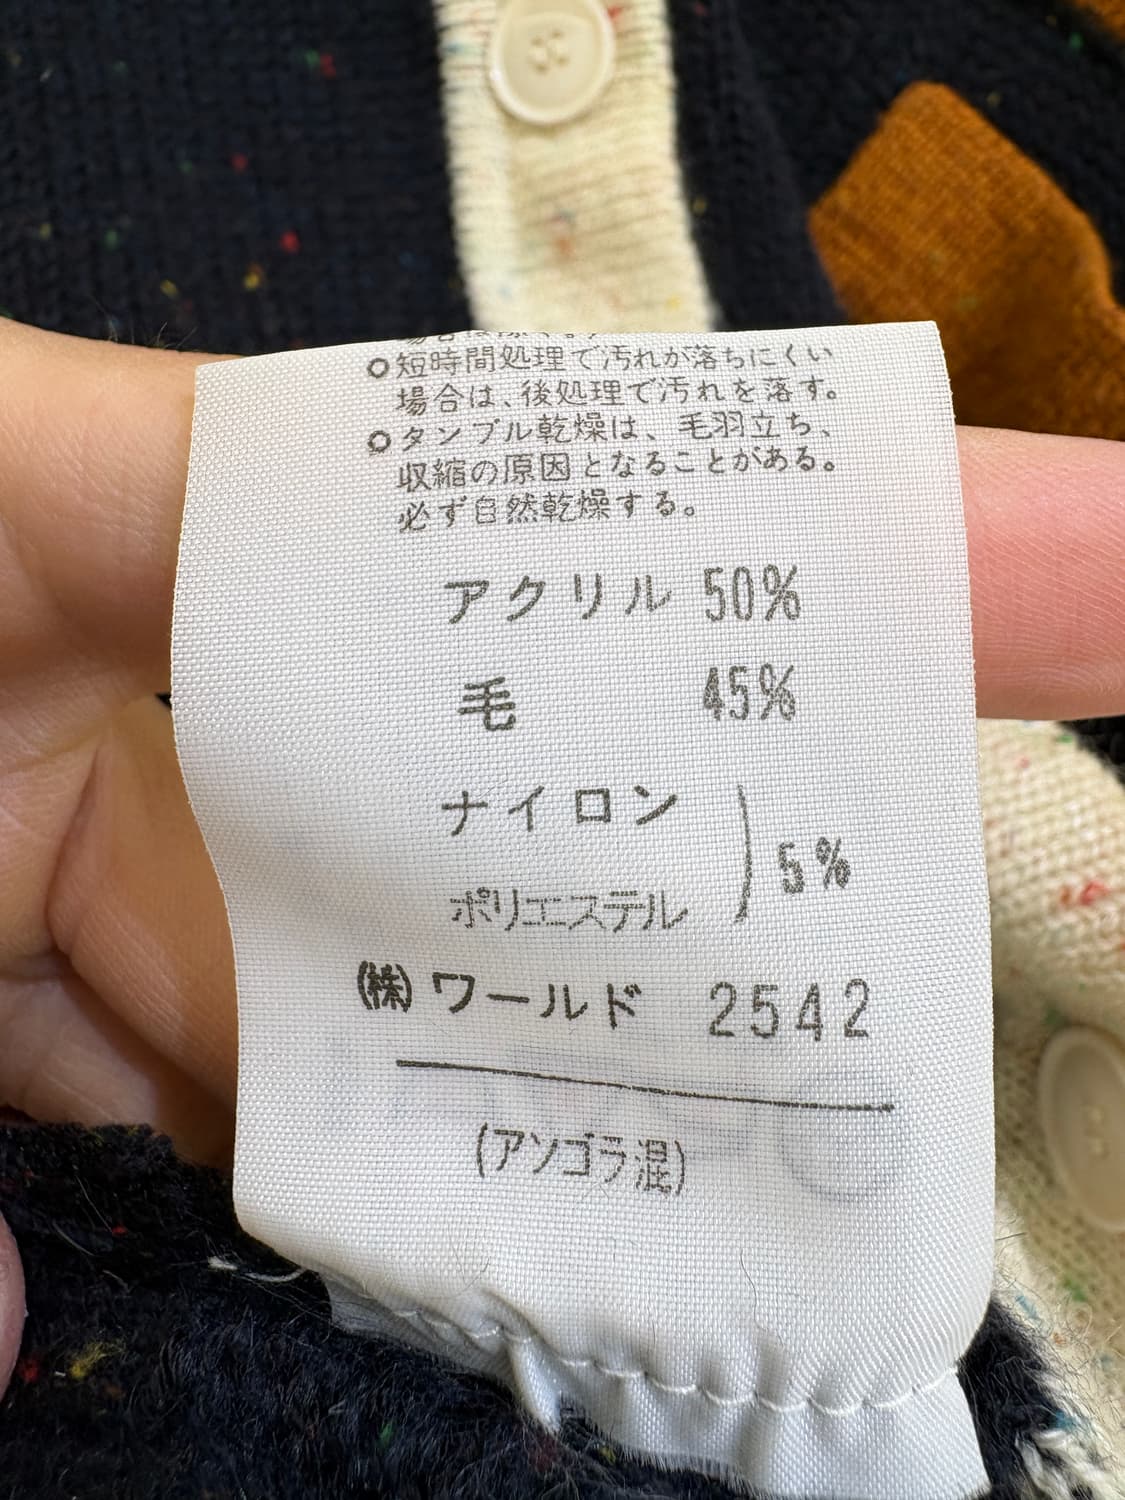 場合は
○短時間処理で汚れが落ちにくい
場合は、後処理で汚れを落す。
○タンブル乾燥は、毛羽立ち、
収縮の原因となることがある。
必ず自然乾燥する。
アクリル 50%
毛 45%
ナイロン
ポリエステル
) 5%
(株)ワールド 2542
(アンゴラ混)